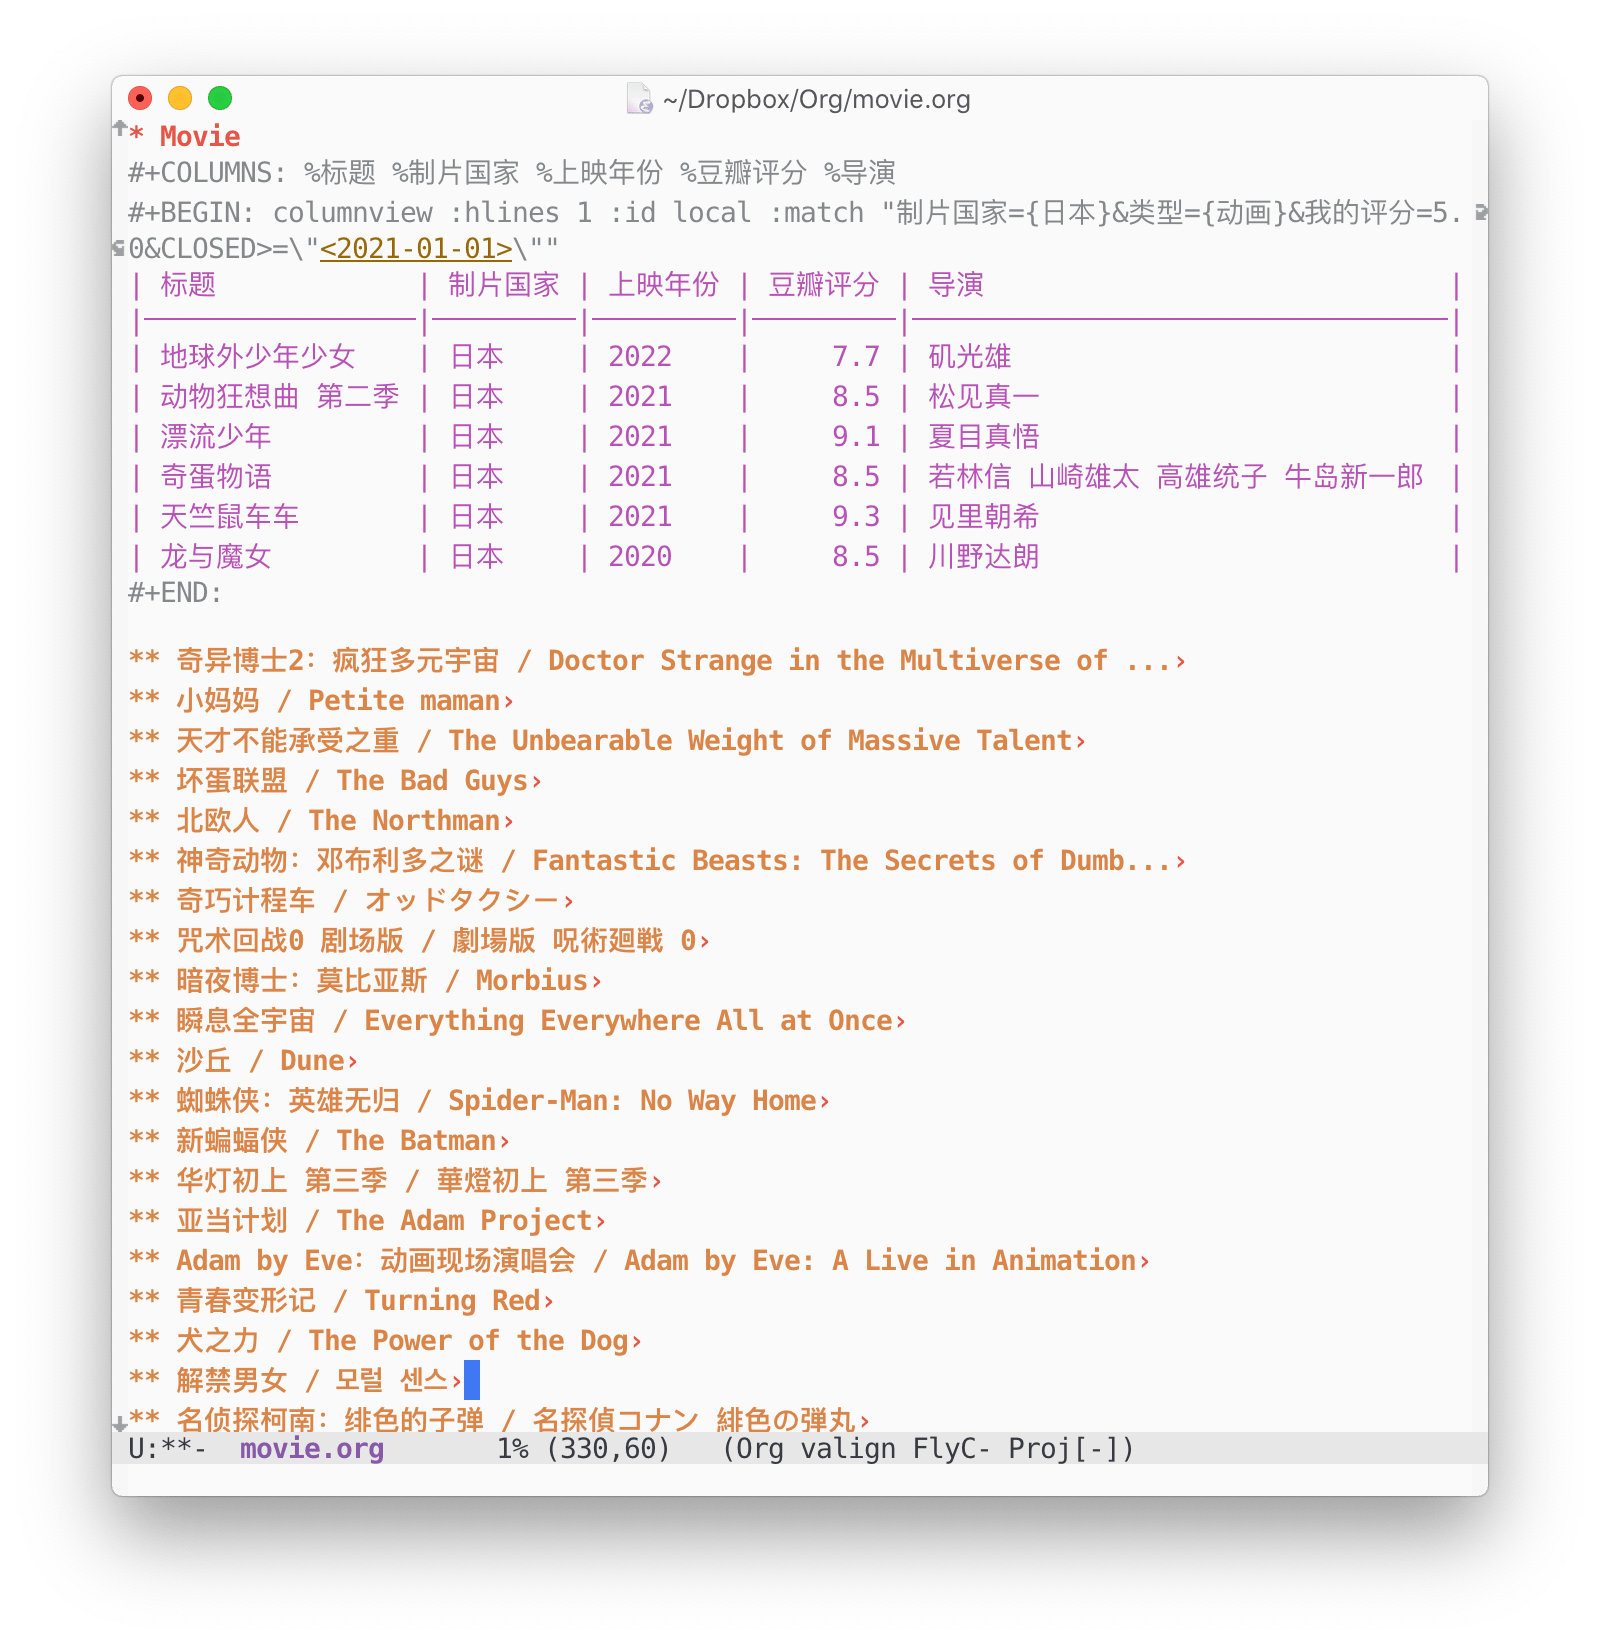 ~/Dropbox/Org/movie.org
* Movie
#+COLUMNS: %标题 %制片国家 %上映年份 %豆瓣评分 %导演
#+BEGIN: columnview :hlines 1 :id local :match "制片国家={日本}&类型={动画}&我的评分=5.
0&CLOSED>=\"<2021-01-01>\""
| 标题 | 制片国家 | 上映年份 | 豆瓣评分 | 导演 |
| 地球外少年少女 | 日本 | 2022 | 7.7 | 矶光雄 |
| 动物狂想曲 第二季 | 日本 | 2021 | 8.5 | 松见真一 |
| 漂流少年 | 日本 | 2021 | 9.1 | 夏目真悟 |
| 奇蛋物语 | 日本 | 2021 | 8.5 | 若林信 山崎雄太 高雄统子 牛岛新一郎 |
| 天竺鼠车车 | 日本 | 2021 | 9.3 | 见里朝希 |
| 龙与魔女 | 日本 | 2020 | 8.5 | 川野达朗 |
#+END:
** 奇异博士2：疯狂多元宇宙 / Doctor Strange in the Multiverse of ...›
** 小妈妈 / Petite maman›
** 天才不能承受之重 / The Unbearable Weight of Massive Talent›
** 坏蛋联盟 / The Bad Guys›
** 北欧人 / The Northman›
** 神奇动物：邓布利多之谜 / Fantastic Beasts: The Secrets of Dumb...›
** 奇巧计程车 / オッドタクシー›
** 咒术回战0 剧场版 / 劇場版 呪術廻戦 0›
** 暗夜博士：莫比亚斯 / Morbius›
** 瞬息全宇宙 / Everything Everywhere All at Once›
** 沙丘 / Dune›
** 蜘蛛侠：英雄无归 / Spider-Man: No Way Home›
** 新蝙蝠侠 / The Batman›
** 华灯初上 第三季 / 華燈初上 第三季›
** 亚当计划 / The Adam Project›
** Adam by Eve：动画现场演唱会 / Adam by Eve: A Live in Animation›
** 青春变形记 / Turning Red›
** 犬之力 / The Power of the Dog›
** 解禁男女 / 모럴 센스›
** 名侦探柯南：绯色的子弹 / 名探偵コナン 緋色の弾丸›
U:**- movie.org 1% (330,60) (Org valign FlyC- Proj[-])